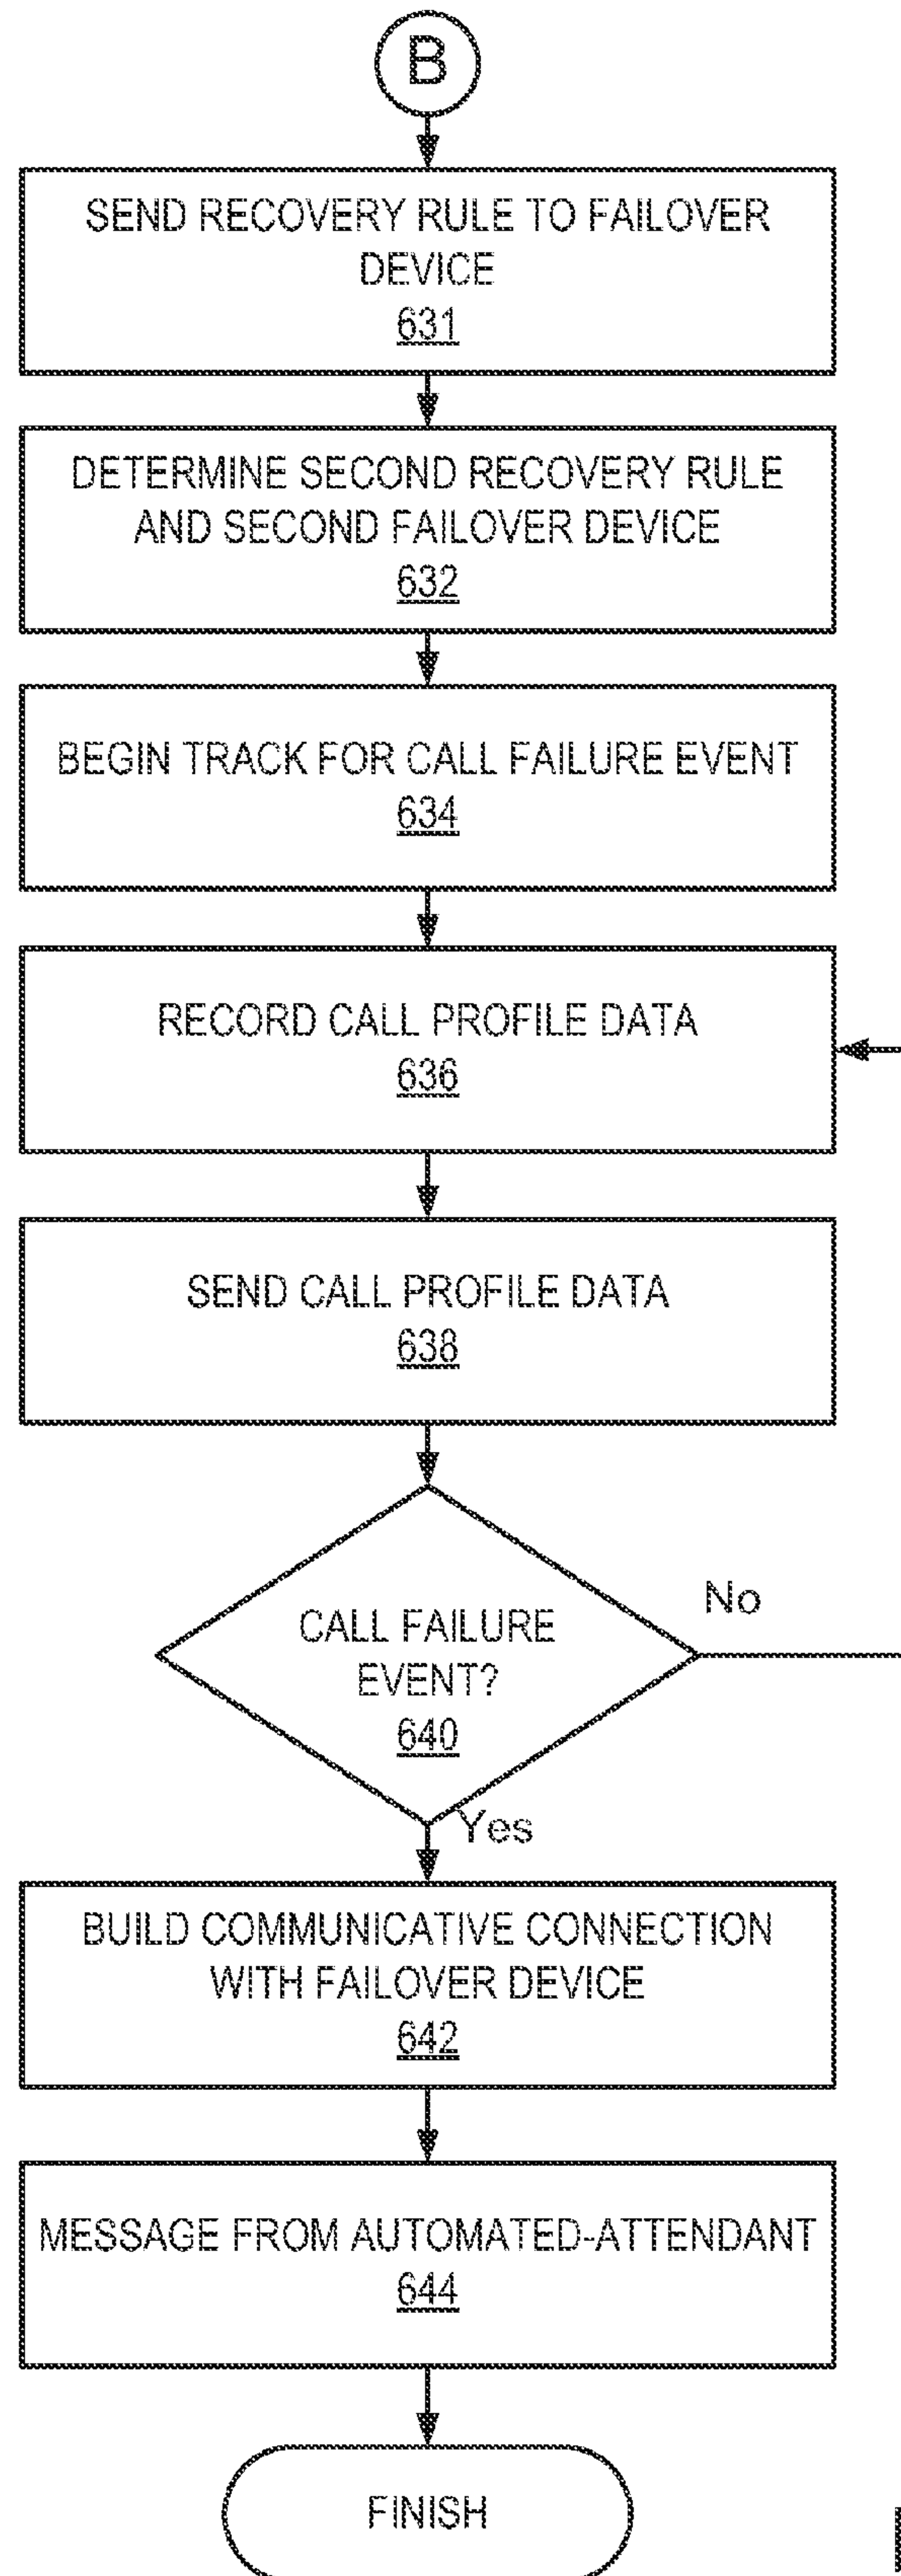 B
SEND RECOVERY RULE TO FAILOVER
DEVICE
631
DETERMINE SECOND RECOVERY RULE
AND SECOND FAILOVER DEVICE
632
BEGIN TRACK FOR CALL FAILURE EVENT
634
RECORD CALL PROFILE DATA
636
SEND CALL PROFILE DATA
638
No
CALL FAILURE
EVENT?
640
Yes
BUILD COMMUNICATIVE CONNECTION
WITH FAILOVER DEVICE
642
MESSAGE FROM AUTOMATED-ATTENDANT
644
FINISH